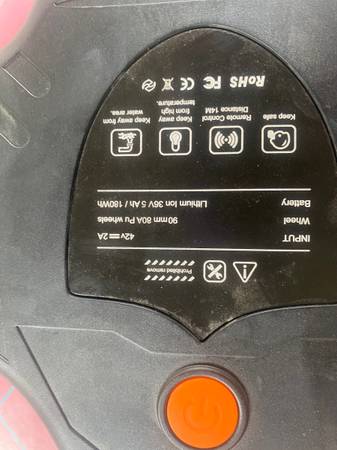 Prohibited remove
INPUT 42v⎓2A
Wheel 90mm 80A Pu wheels
Battery Lithium Ion 36V 5 Ah / 180Wh
Keep safe
Remote Control
Distance 14M
Keep away
from high
temperature.
Keep away from
water area.
RoHS FC CE